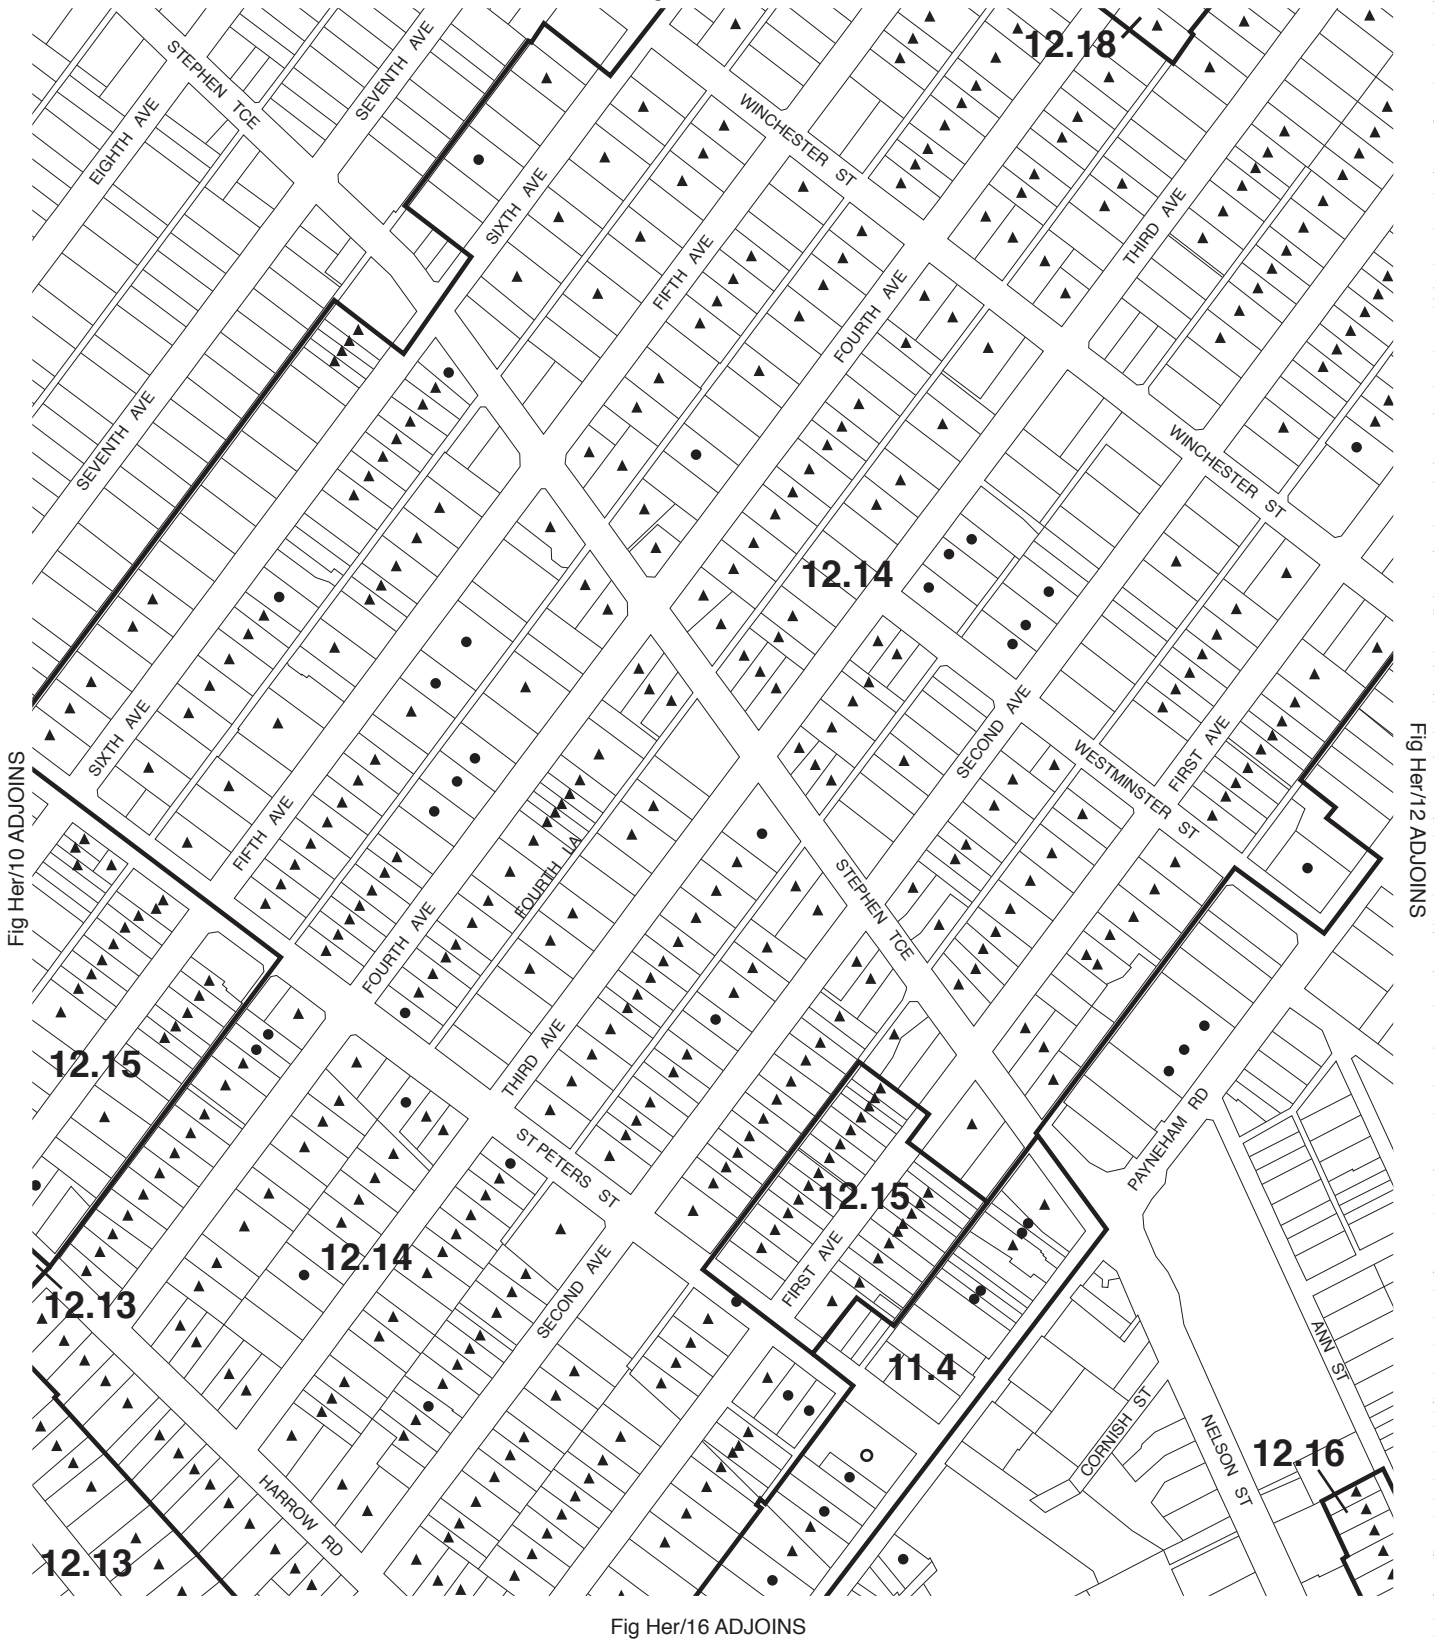 12.18
STEPHEN TCE
SEVENTH AVE
EIGHTH AVE
WINCHESTER ST
SIXTH AVE
FIFTH AVE
THIRD AVE
FOURTH AVE
SEVENTH AVE
WINCHESTER ST
12.14
SIXTH AVE
SECOND AVE
FIRST AVE
WESTMINSTER ST
Fig Her/10 ADJOINS
Fig Her/12 ADJOINS
FIFTH AVE
FOURTH LA
STEPHEN TCE
FOURTH AVE
12.15
THIRD AVE
PAYNEHAM RD
ST PETERS ST
12.15
12.14
SECOND AVE
FIRST AVE
12.13
11.4
ANN ST
CORNISH ST
NELSON ST
12.16
HARROW RD
12.13
Fig Her/16 ADJOINS